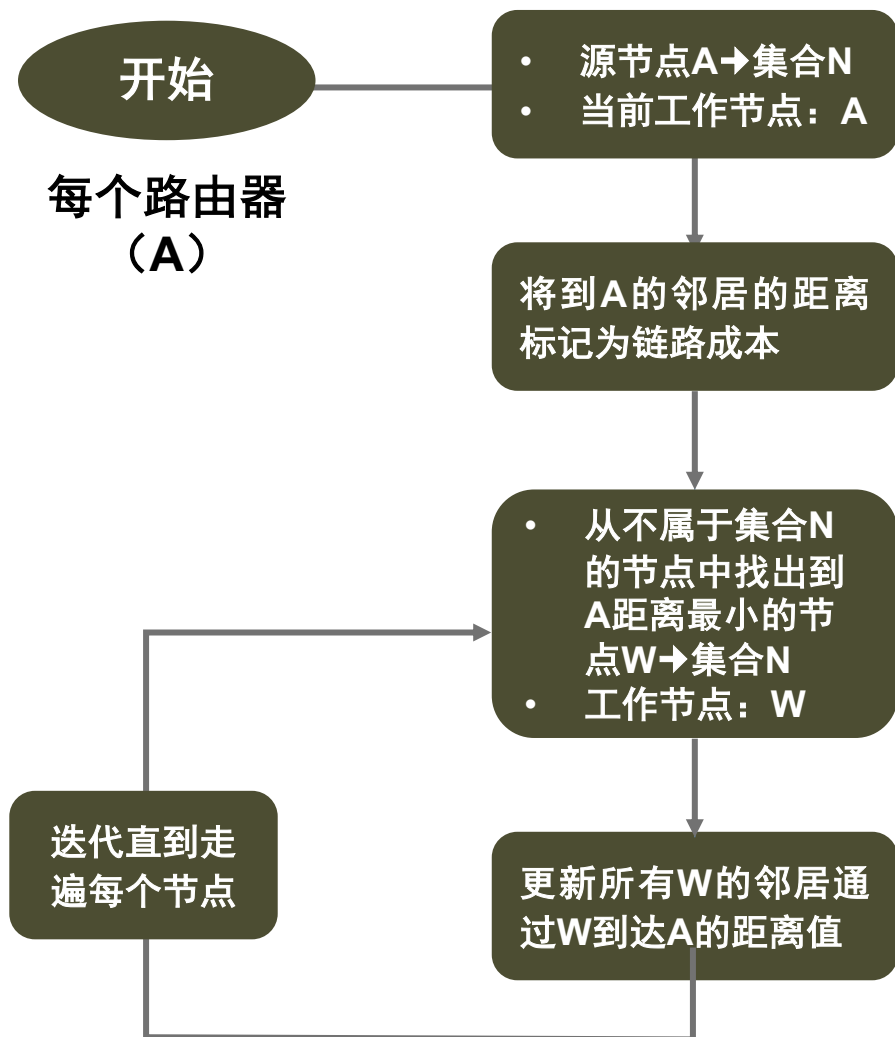 开始
• 源节点A→集合N
• 当前工作节点：A
每个路由器
（A）
将到A的邻居的距离
标记为链路成本
• 从不属于集合N
的节点中找出到
A距离最小的节
点W→集合N
• 工作节点：W
迭代直到走
遍每个节点
更新所有W的邻居通
过W到达A的距离值